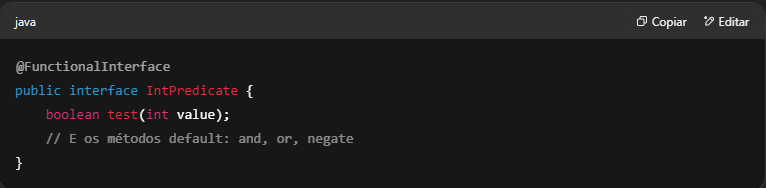 java Copiar Editar
@FunctionalInterface
public interface IntPredicate {
    boolean test(int value);
    // E os métodos default: and, or, negate
}